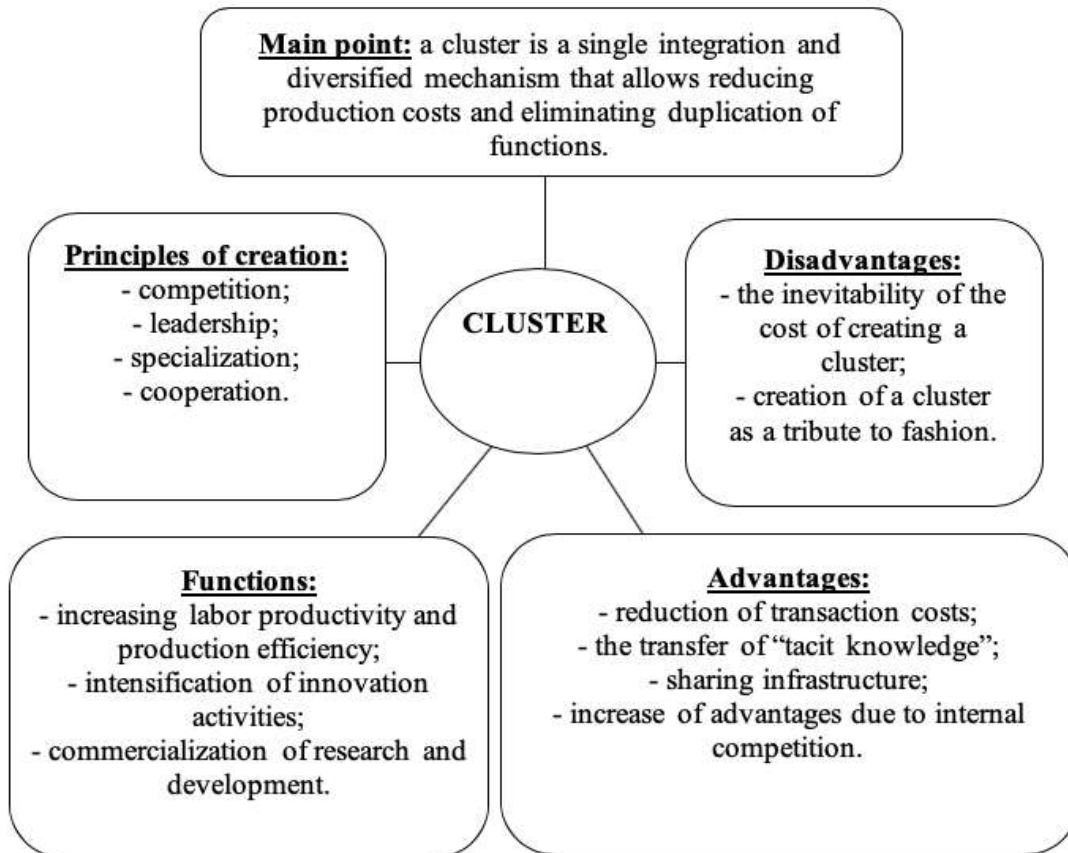 Main point: a cluster is a single integration and
diversified mechanism that allows reducing
production costs and eliminating duplication of
functions.
Principles of creation:
- competition;
- leadership;
- specialization;
- cooperation.
CLUSTER
Disadvantages:
- the inevitability of the
cost of creating a
cluster;
- creation of a cluster
as a tribute to fashion.
Functions:
- increasing labor productivity and
production efficiency;
- intensification of innovation
activities;
- commercialization of research and
development.
Advantages:
- reduction of transaction costs;
- the transfer of “tacit knowledge”;
- sharing infrastructure;
- increase of advantages due to internal
competition.